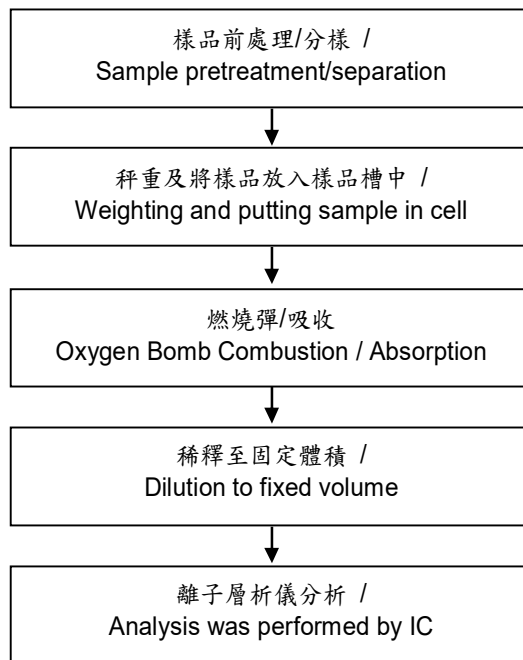 樣品前處理/分樣 /
Sample pretreatment/separation
秤重及將樣品放入樣品槽中 /
Weighting and putting sample in cell
燃燒彈/吸收
Oxygen Bomb Combustion / Absorption
稀釋至固定體積 /
Dilution to fixed volume
離子層析儀分析 /
Analysis was performed by IC